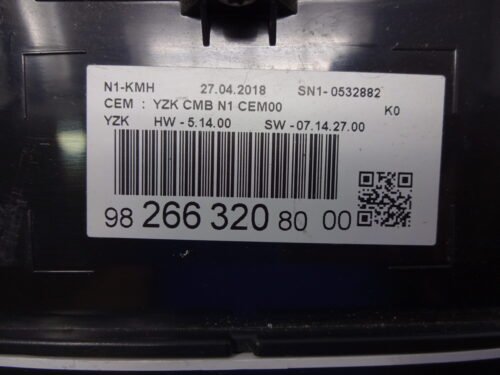 N1-KMH 27.04.2018 SN1- 0532882
CEM : YZK CMB N1 CEM00 K0
YZK HW - 5.14.00 SW - 07.14.27.00
98 266 320 80 00